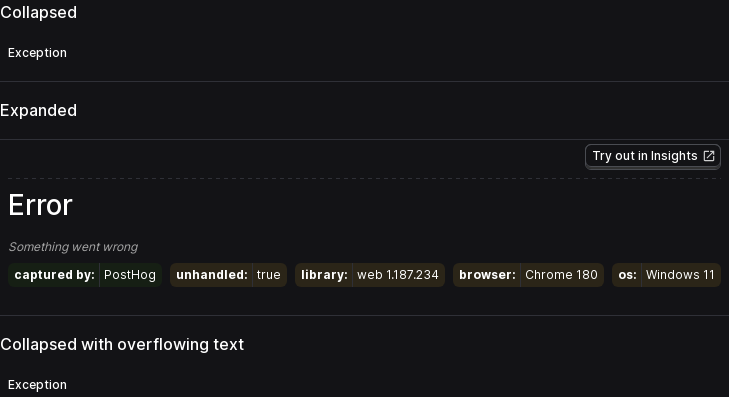 Collapsed
Exception
Expanded
Try out in Insights
Error
Something went wrong
captured by: PostHog unhandled: true library: web 1.187.234 browser: Chrome 180 os: Windows 11
Collapsed with overflowing text
Exception